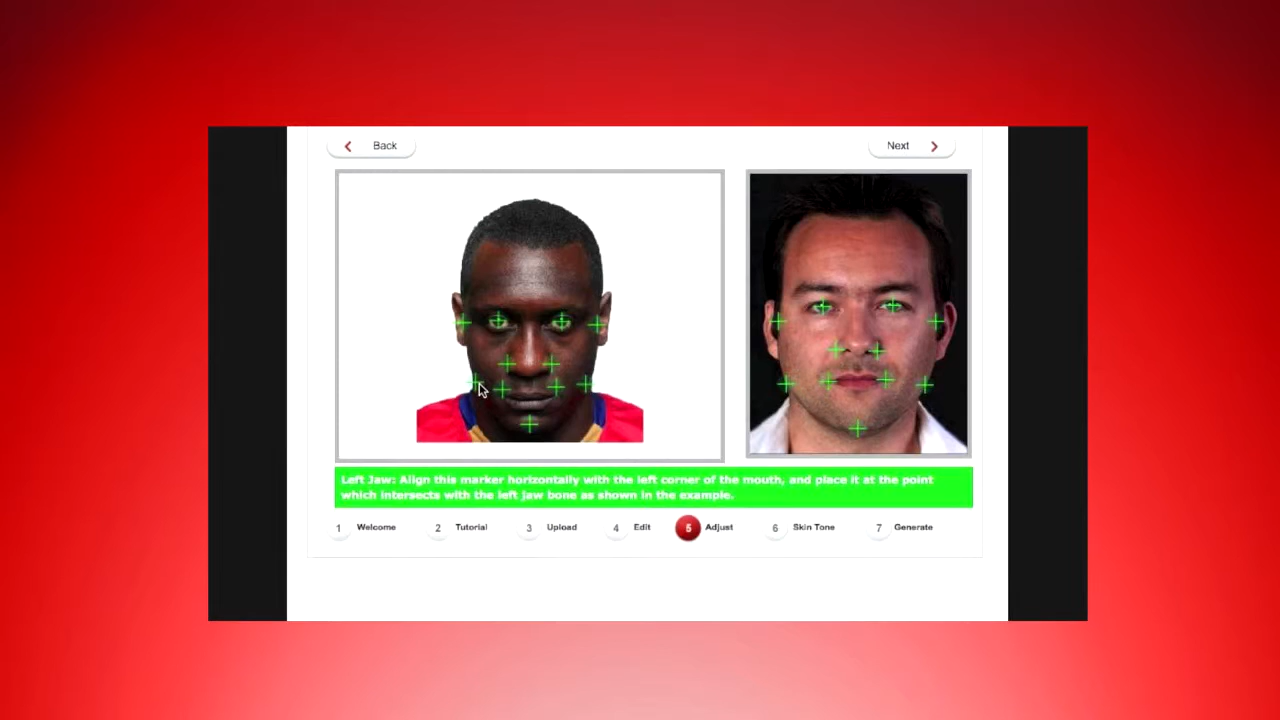 Back
Next
Left Jaw: Align this marker horizontally with the left corner of the mouth, and place it at the point
which intersects with the left jaw bone as shown in the example.
1 Welcome 2 Tutorial 3 Upload 4 Edit 5 Adjust 6 Skin Tone 7 Generate